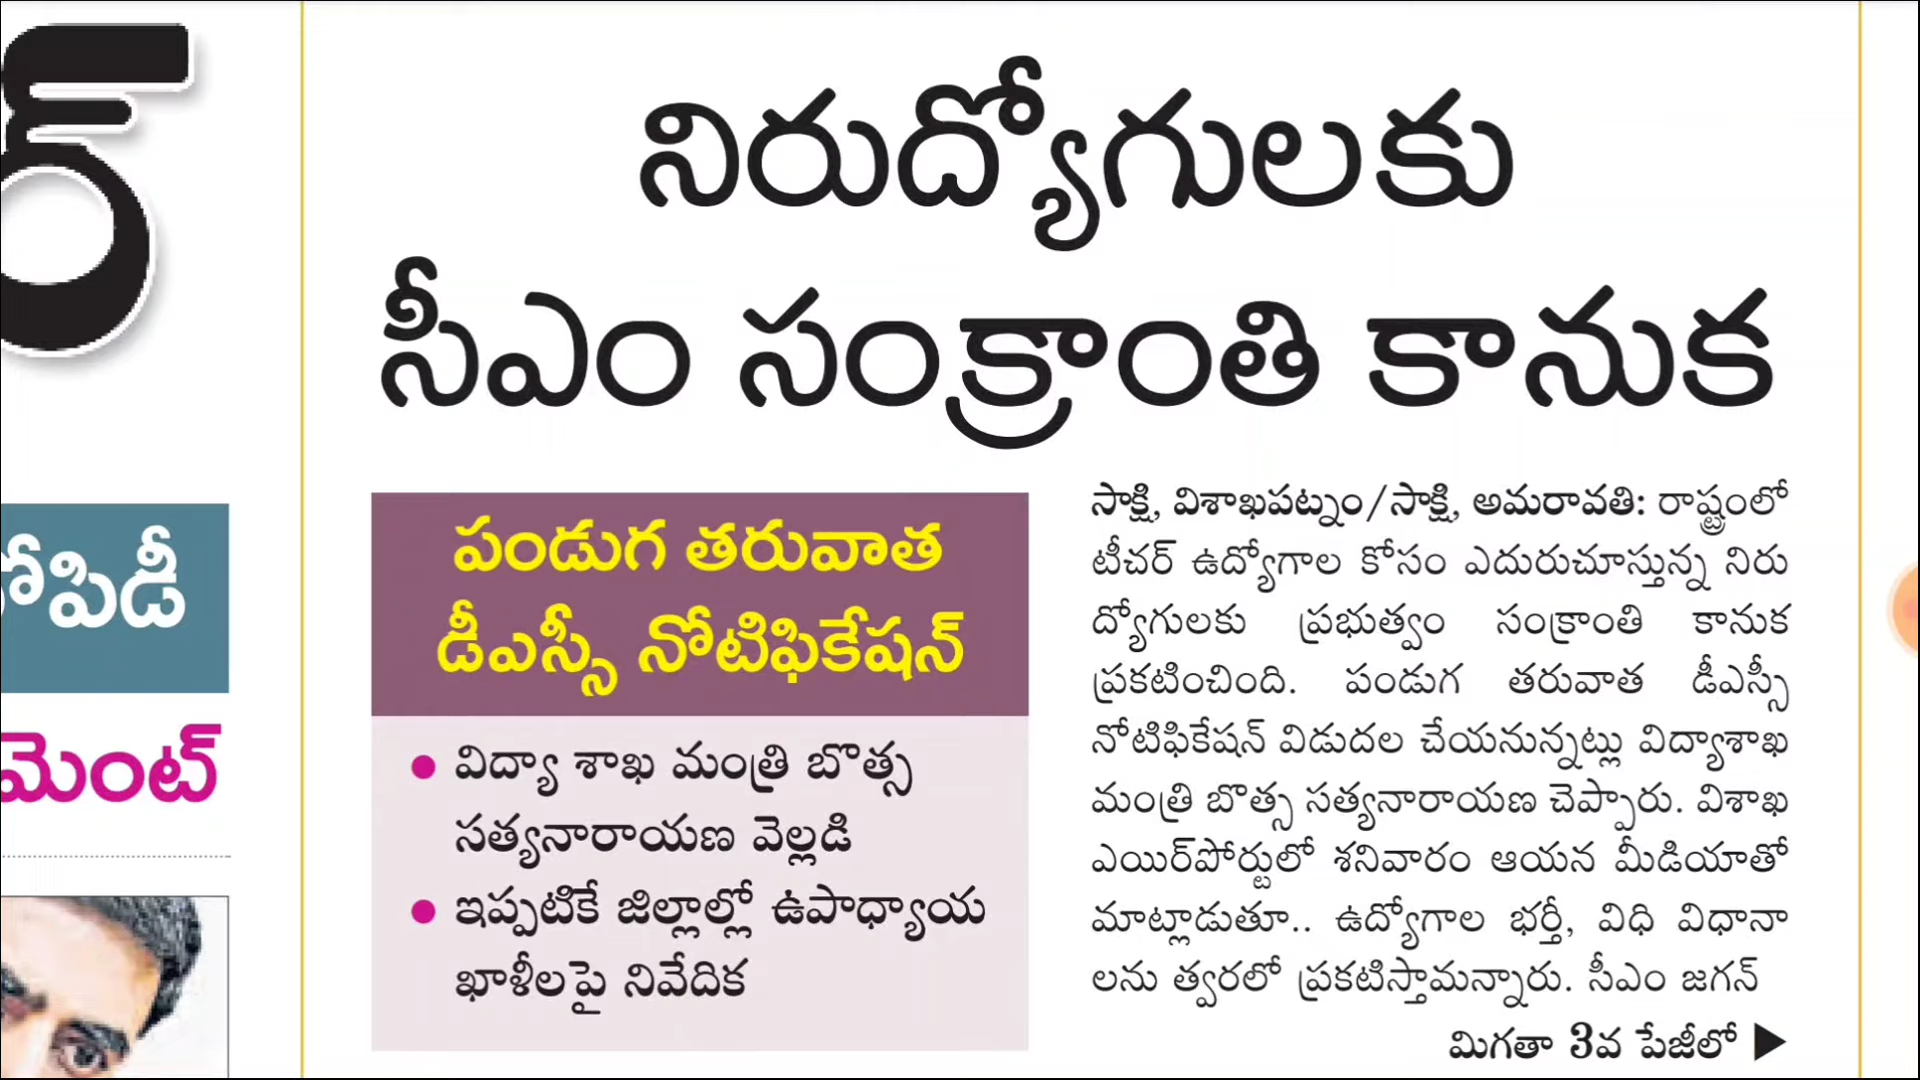 నిరుద్యోగులకు
సీఎం సంక్రాంతి కానుక
పండుగ తరువాత
డీఎస్సీ నోటిఫికేషన్
• విద్యా శాఖ మంత్రి బొత్స
సత్యనారాయణ వెల్లడి
• ఇప్పటికే జిల్లాల్లో ఉపాధ్యాయ
ఖాళీలపై నివేదిక
సాక్షి, విశాఖపట్నం/సాక్షి, అమరావతి: రాష్ట్రంలో
టీచర్ ఉద్యోగాల కోసం ఎదురుచూస్తున్న నిరు
ద్యోగులకు ప్రభుత్వం సంక్రాంతి కానుక
ప్రకటించింది. పండుగ తరువాత డీఎస్సీ
నోటిఫికేషన్ విడుదల చేయనున్నట్లు విద్యాశాఖ
మంత్రి బొత్స సత్యనారాయణ చెప్పారు. విశాఖ
ఎయిర్‌పోర్టులో శనివారం ఆయన మీడియాతో
మాట్లాడుతూ.. ఉద్యోగాల భర్తీ, విధి విధానా
లను త్వరలో ప్రకటిస్తామన్నారు. సీఎం జగన్
మిగతా 3వ పేజీలో ▶